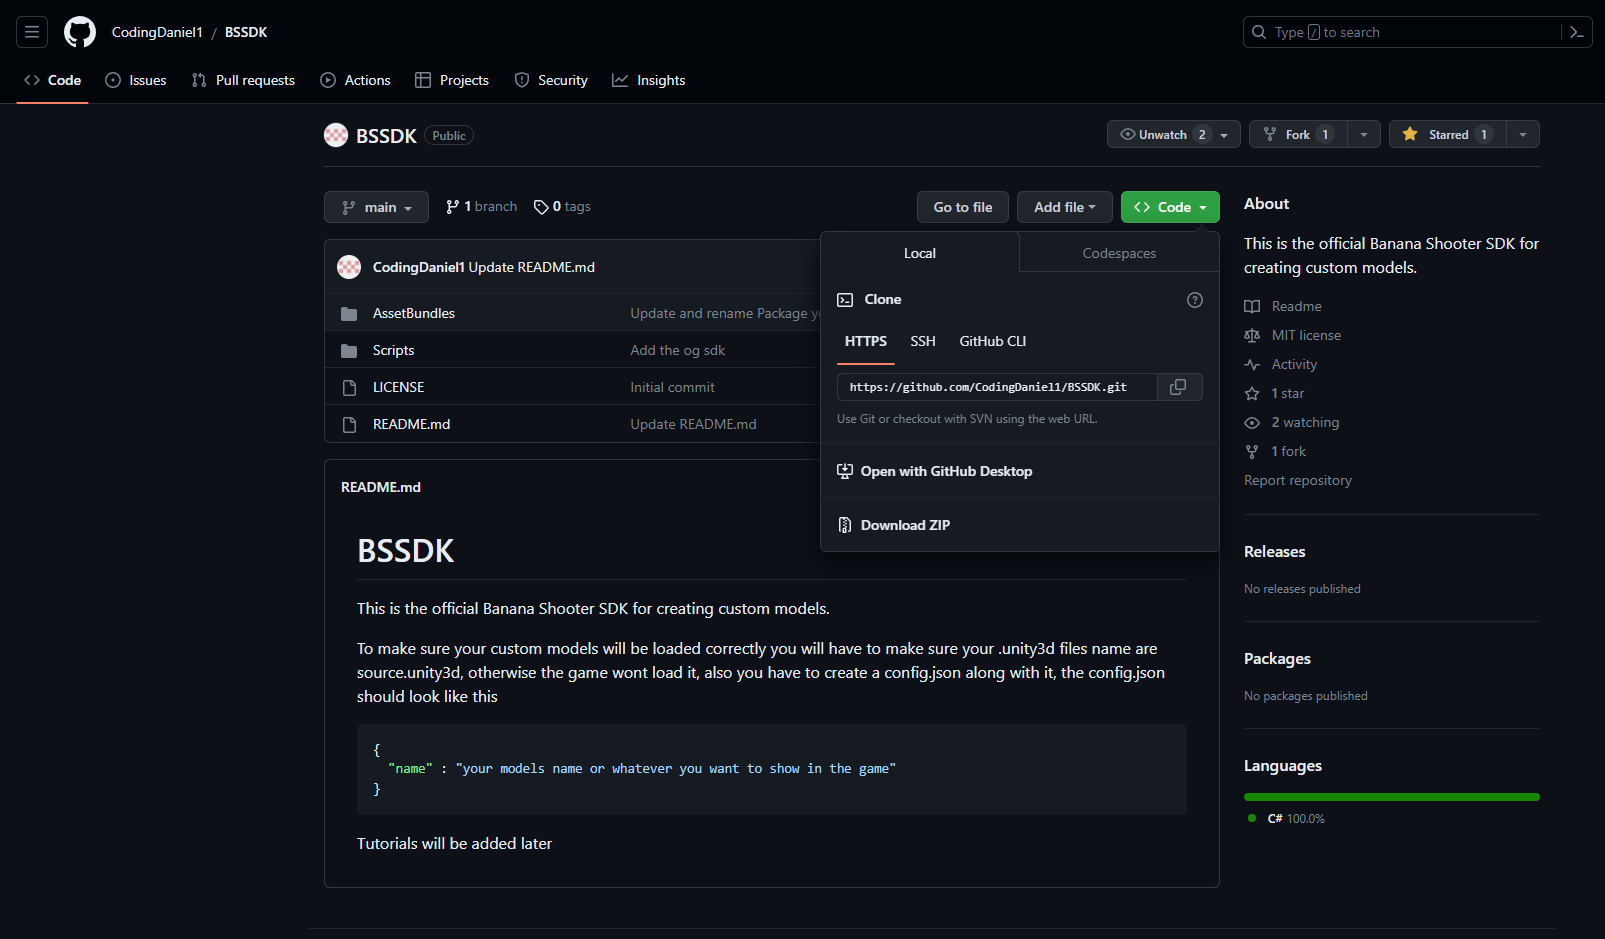 CodingDaniel1 / BSSDK
Type / to search
Code Issues Pull requests Actions Projects Security Insights
BSSDK Public
Unwatch 2 Fork 1 Starred 1
main 1 branch 0 tags Go to file Add file Code
CodingDaniel1 Update README.md
AssetBundles Update and rename Package
Scripts Add the og sdk
LICENSE Initial commit
README.md Update README.md
Local Codespaces
Clone
HTTPS SSH GitHub CLI
https://github.com/CodingDaniel1/BSSDK.git
Use Git or checkout with SVN using the web URL.
Open with GitHub Desktop
Download ZIP
README.md
BSSDK
This is the official Banana Shooter SDK for creating custom models.
To make sure your custom models will be loaded correctly you will have to make sure your .unity3d files name are
source.unity3d, otherwise the game wont load it, also you have to create a config.json along with it, the config.json
should look like this
{
"name" : "your models name or whatever you want to show in the game"
}
Tutorials will be added later
About
This is the official Banana Shooter SDK for
creating custom models.
Readme
MIT license
Activity
1 star
2 watching
1 fork
Report repository
Releases
No releases published
Packages
No packages published
Languages
C# 100.0%